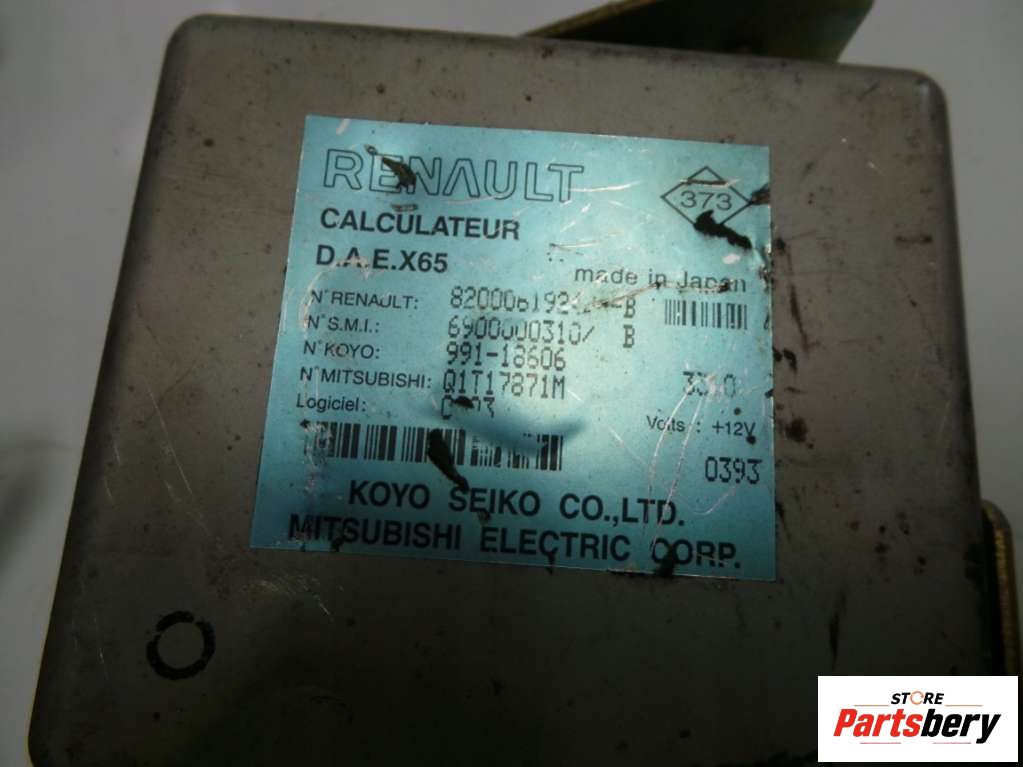 RENAULT
373
CALCULATEUR
D.A.E.X65
made in Japan
N° RENAULT: B
N° S.M.I.: 6900000310/ B
N° KOYO: 991-18606
N° MITSUBISHI: Q1T17871M
Logiciel:
Volts : +12V
0393
KOYO SEIKO CO.,LTD.
MITSUBISHI ELECTRIC CORP.
STORE
Partsbery